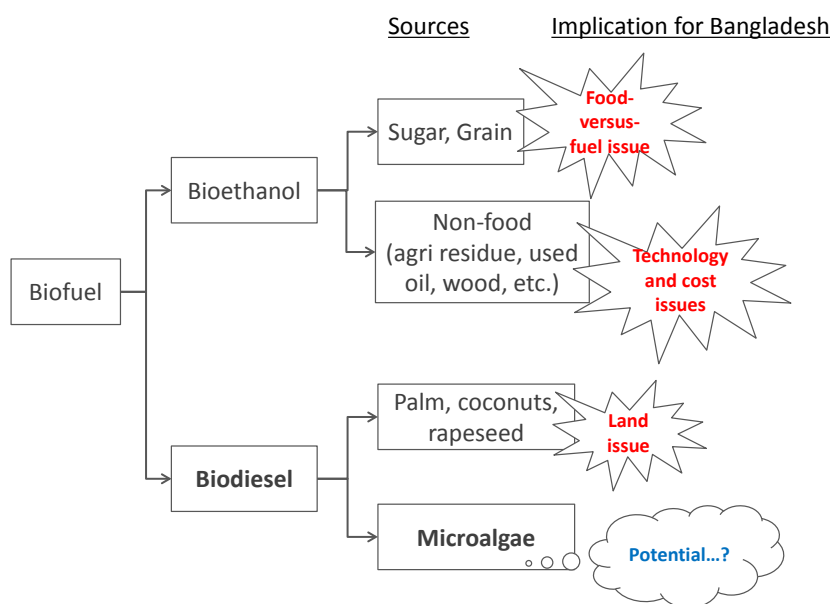 Sources
Implication for Bangladesh
Sugar, Grain
Food-
versus-
fuel issue
Bioethanol
Non-food
(agri residue, used
oil, wood, etc.)
Technology
and cost
issues
Biofuel
Palm, coconuts,
rapeseed
Land
issue
Biodiesel
Microalgae
Potential...?